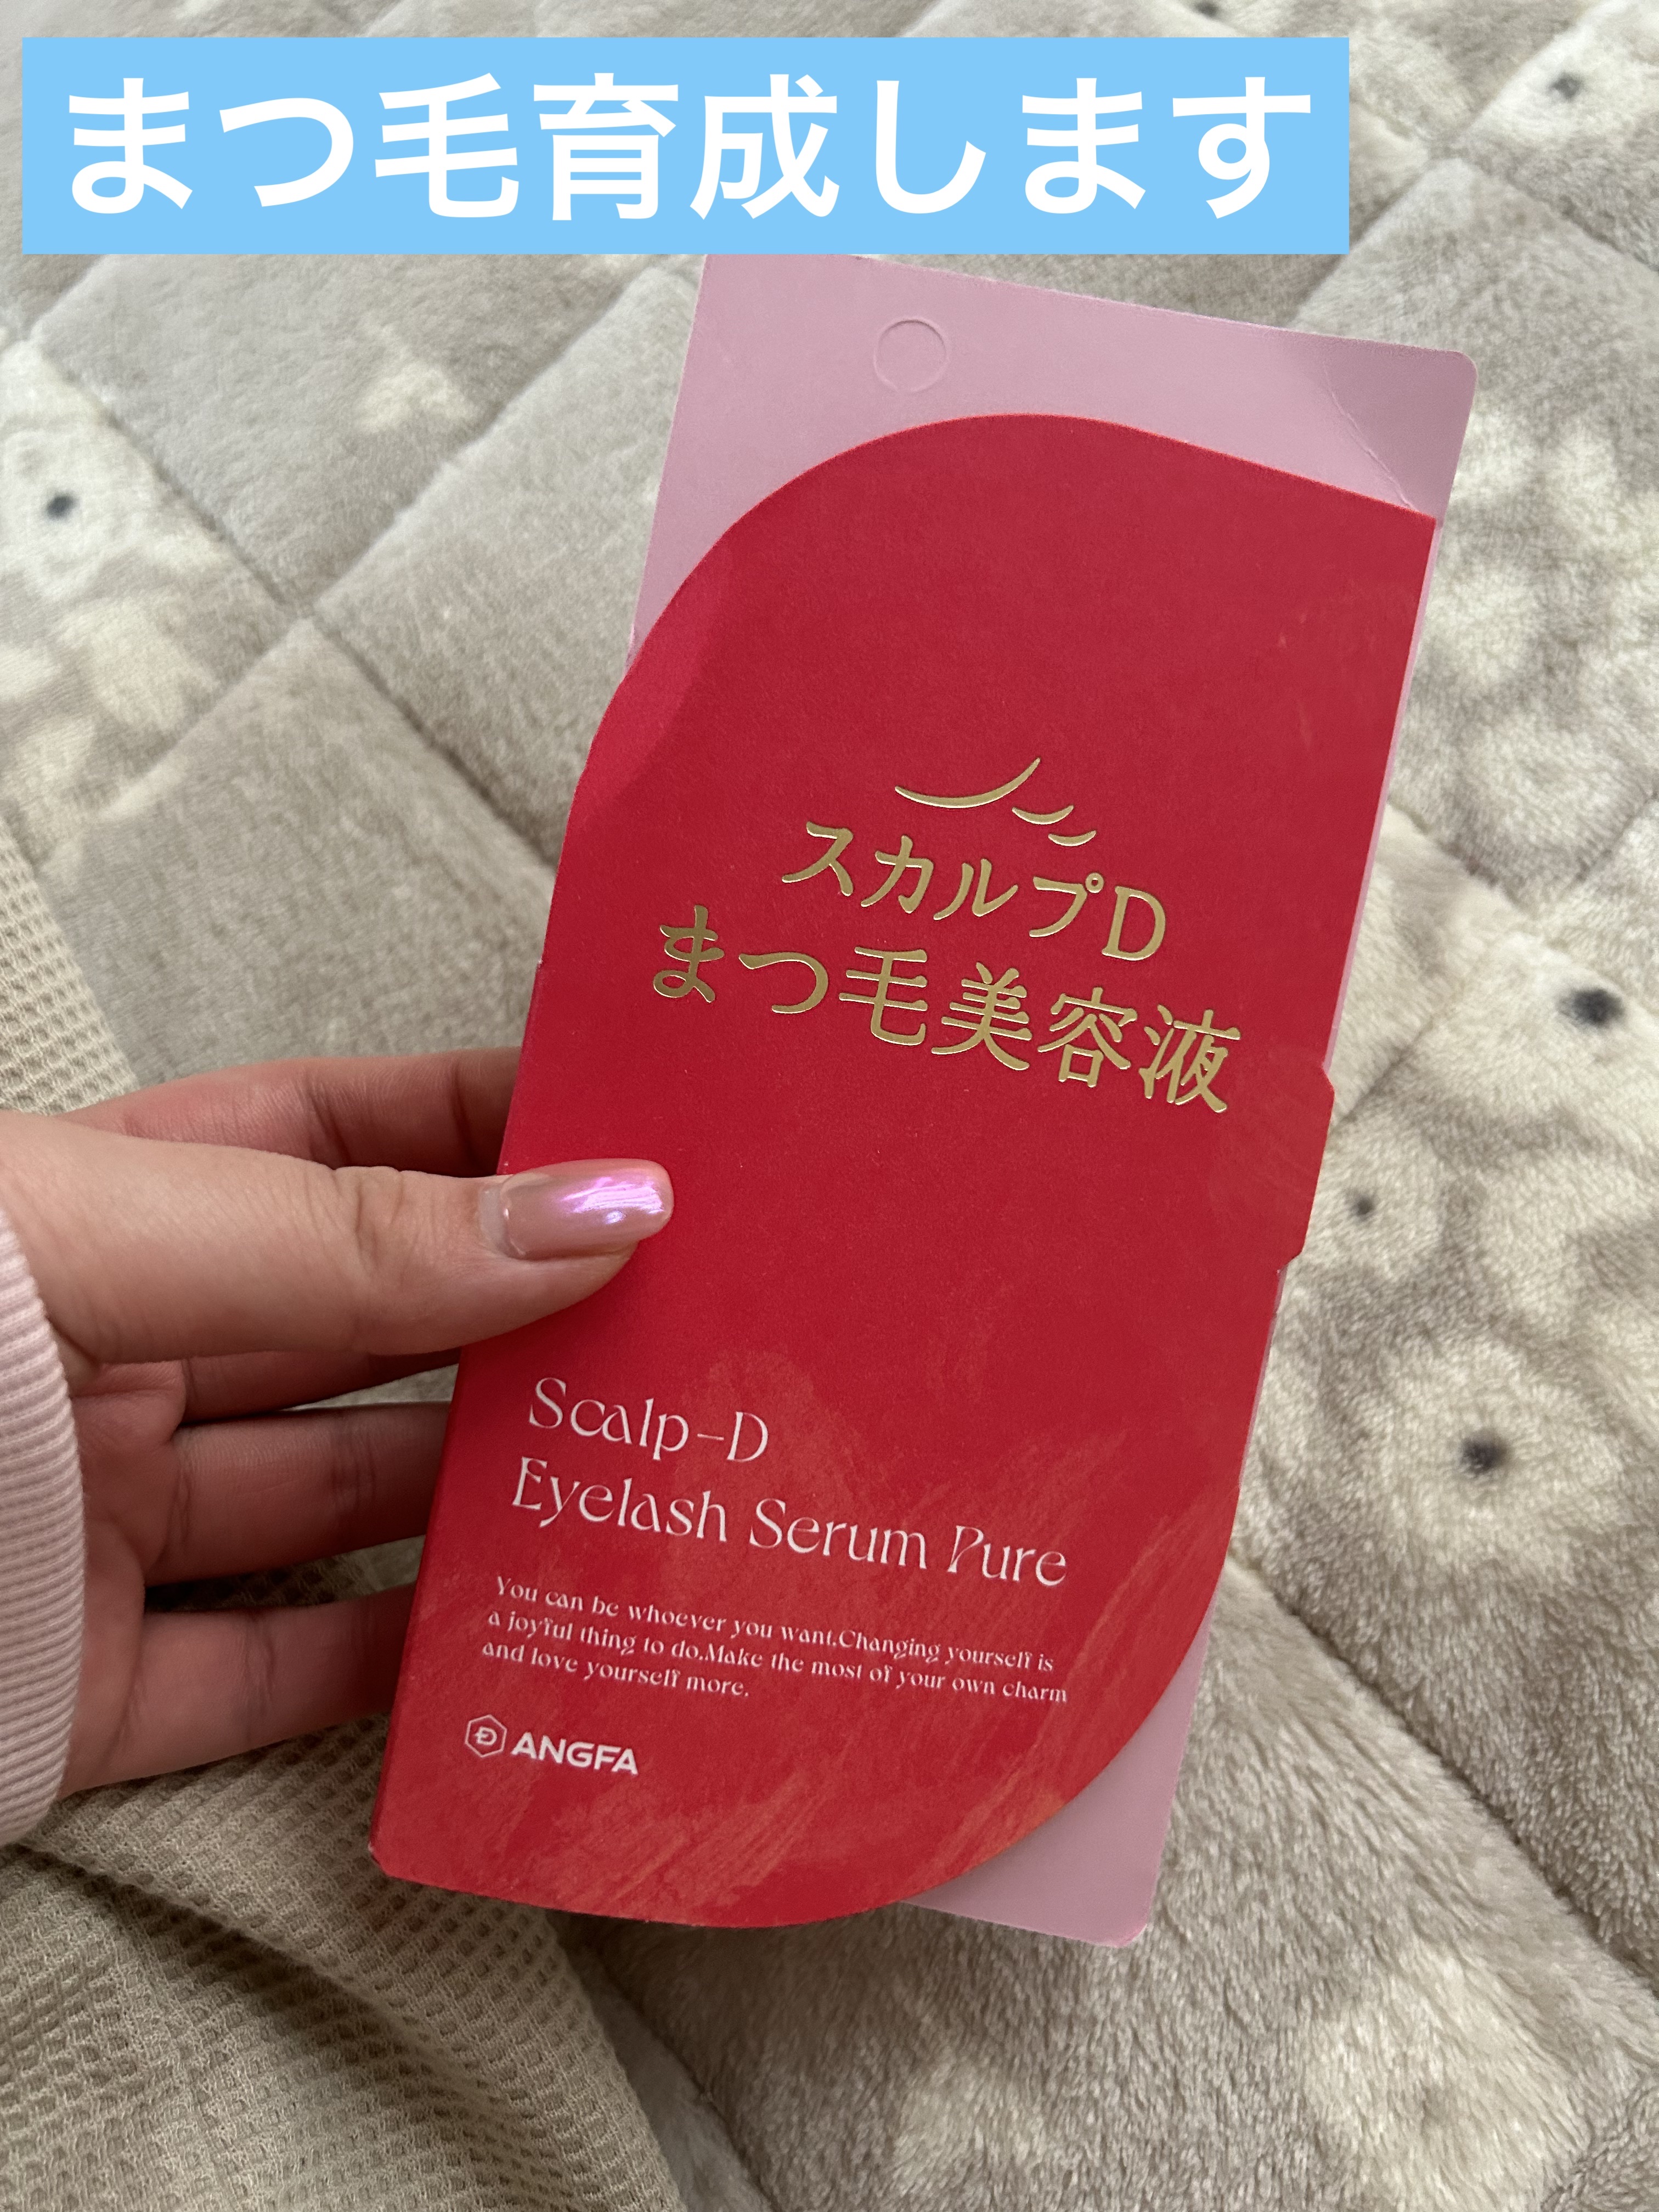 まつ毛育成します
スカルプD
まつ毛美容液
Scalp-D
Eyelash Serum Pure
You can be whoever you want.Changing yourself is
a joyful thing to do.Make the most of your own charm
and love yourself more.
ANGFA